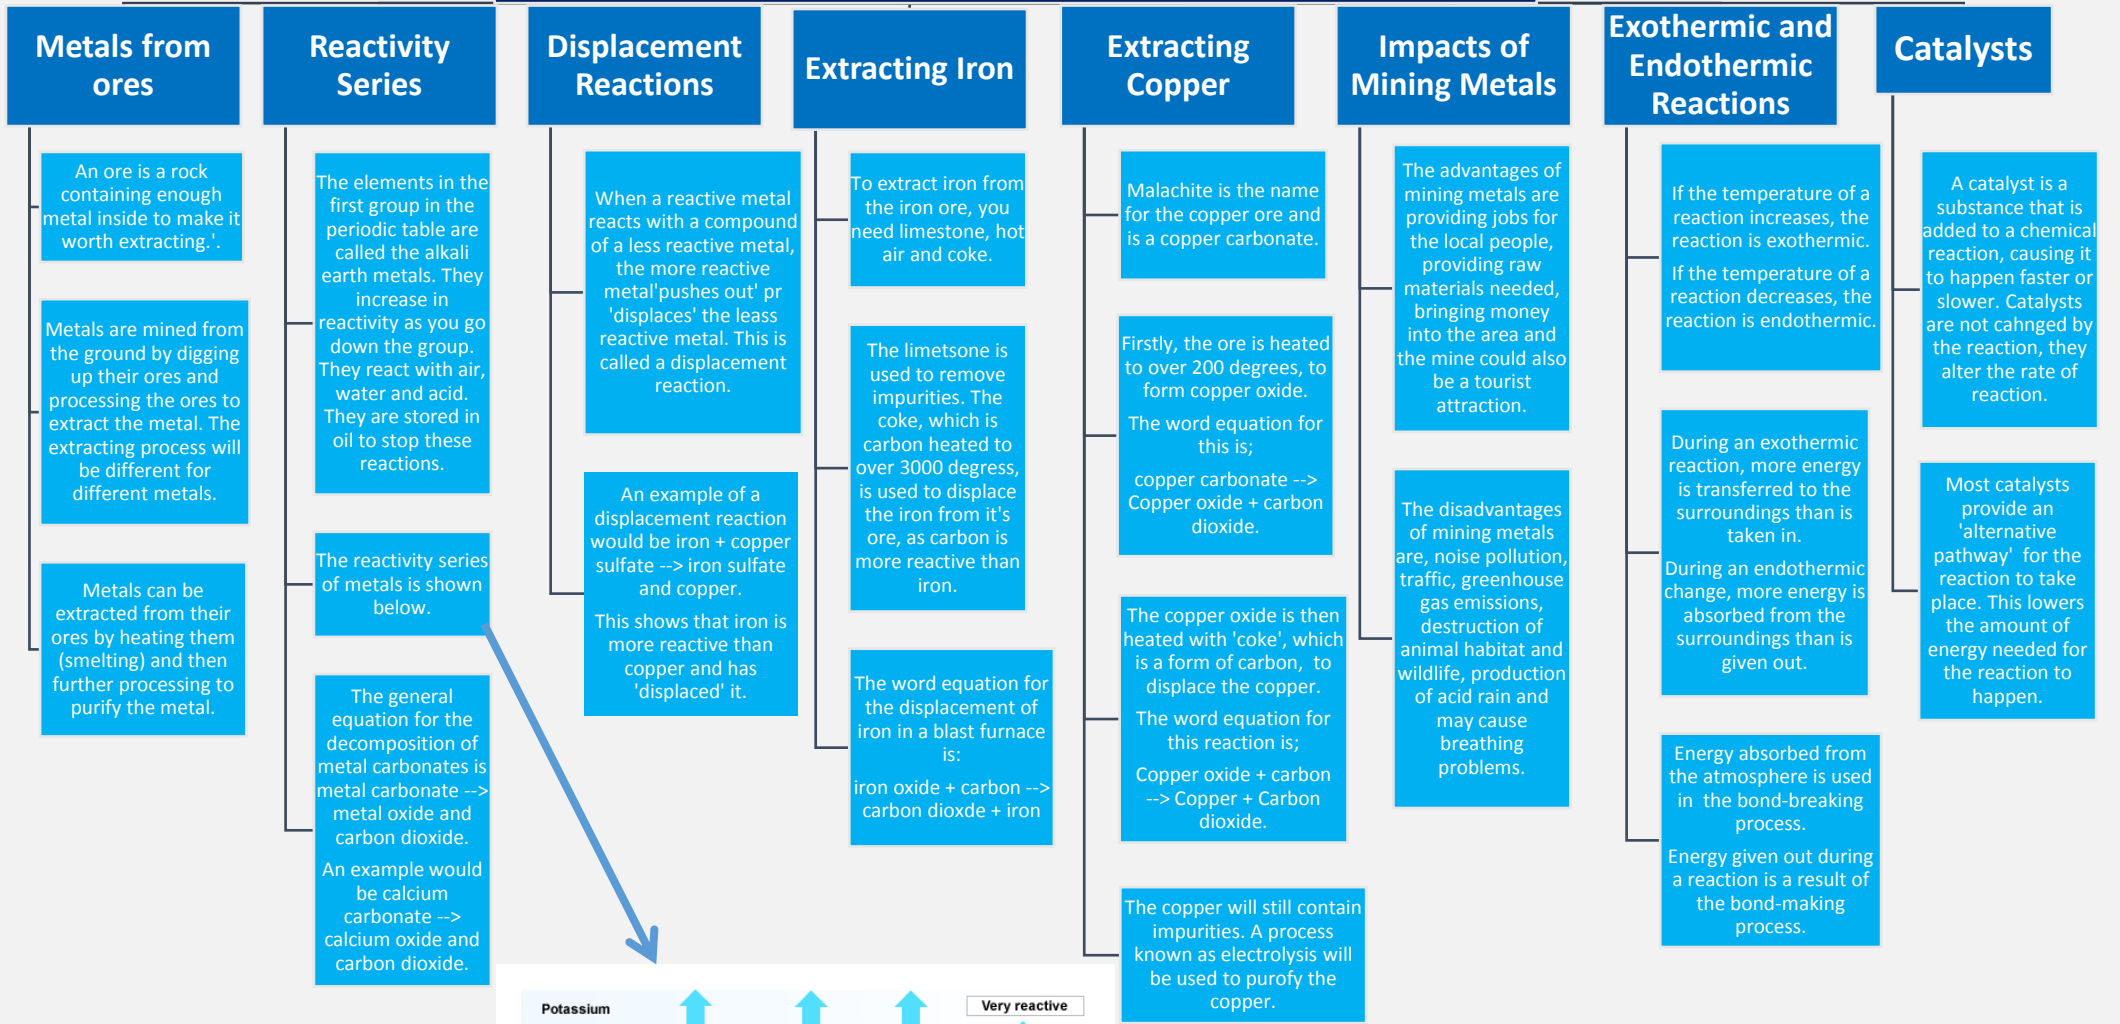 Metals from
ores
An ore is a rock
containing enough
metal inside to make it
worth extracting.'.
Metals are mined from
the ground by digging
up their ores and
processing the ores to
extract the metal. The
extracting process will
be different for
different metals.
Metals can be
extracted from their
ores by heating them
(smelting) and then
further processing to
purify the metal.
Reactivity
Series
The elements in the
first group in the
periodic table are
called the alkali
earth metals. They
increase in
reactivity as you go
down the group.
They react with air,
water and acid.
They are stored in
oil to stop these
reactions.
The reactivity series
of metals is shown
below.
The general
equation for the
decomposition of
metal carbonates is
metal carbonate -->
metal oxide and
carbon dioxide.
An example would
be calcium
carbonate -->
calcium oxide and
carbon dioxide.
Displacement
Reactions
When a reactive metal
reacts with a compound
of a less reactive metal,
the more reactive
metal'pushes out' pr
'displaces' the leass
reactive metal. This is
called a displacement
reaction.
An example of a
displacement reaction
would be iron + copper
sulfate --> iron sulfate
and copper.
This shows that iron is
more reactive than
copper and has
'displaced' it.
Extracting Iron
To extract iron from
the iron ore, you
need limestone, hot
air and coke.
The limetsone is
used to remove
impurities. The
coke, which is
carbon heated to
over 3000 degress,
is used to displace
the iron from it's
ore, as carbon is
more reactive than
iron.
The word equation for
the displacement of
iron in a blast furnace
is:
iron oxide + carbon -->
carbon dioxde + iron
Extracting
Copper
Malachite is the name
for the copper ore and
is a copper carbonate.
Firstly, the ore is heated
to over 200 degrees, to
form copper oxide.
The word equation for
this is;
copper carbonate -->
Copper oxide + carbon
dioxide.
The copper oxide is then
heated with 'coke', which
is a form of carbon, to
displace the copper.
The word equation for
this reaction is;
Copper oxide + carbon
--> Copper + Carbon
dioxide.
The copper will still contain
impurities. A process
known as electrolysis will
be used to purofy the
copper.
Impacts of
Mining Metals
The advantages of
mining metals are
providing jobs for
the local people,
providing raw
materials needed,
bringing money
into the area and
the mine could also
be a tourist
attraction.
The disadvantages
of mining metals
are, noise pollution,
traffic, greenhouse
gas emissions,
destruction of
animal habitat and
wildlife, production
of acid rain and
may cause
breathing
problems.
Exothermic and
Endothermic
Reactions
If the temperature of a
reaction increases, the
reaction is exothermic.
If the temperature of a
reaction decreases, the
reaction is endothermic.
During an exothermic
reaction, more energy
is transferred to the
surroundings than is
taken in.
During an endothermic
change, more energy is
absorbed from the
surroundings than is
given out.
Energy absorbed from
the atmosphere is used
in the bond-breaking
process.
Energy given out during
a reaction is a result of
the bond-making
process.
Catalysts
A catalyst is a
substance that is
added to a chemical
reaction, causing it
to happen faster or
slower. Catalysts
are not cahnged by
the reaction, they
alter the rate of
reaction.
Most catalysts
provide an
'alternative
pathway' for the
reaction to take
place. This lowers
the amount of
energy needed for
the reaction to
happen.
Potassium
Very reactive